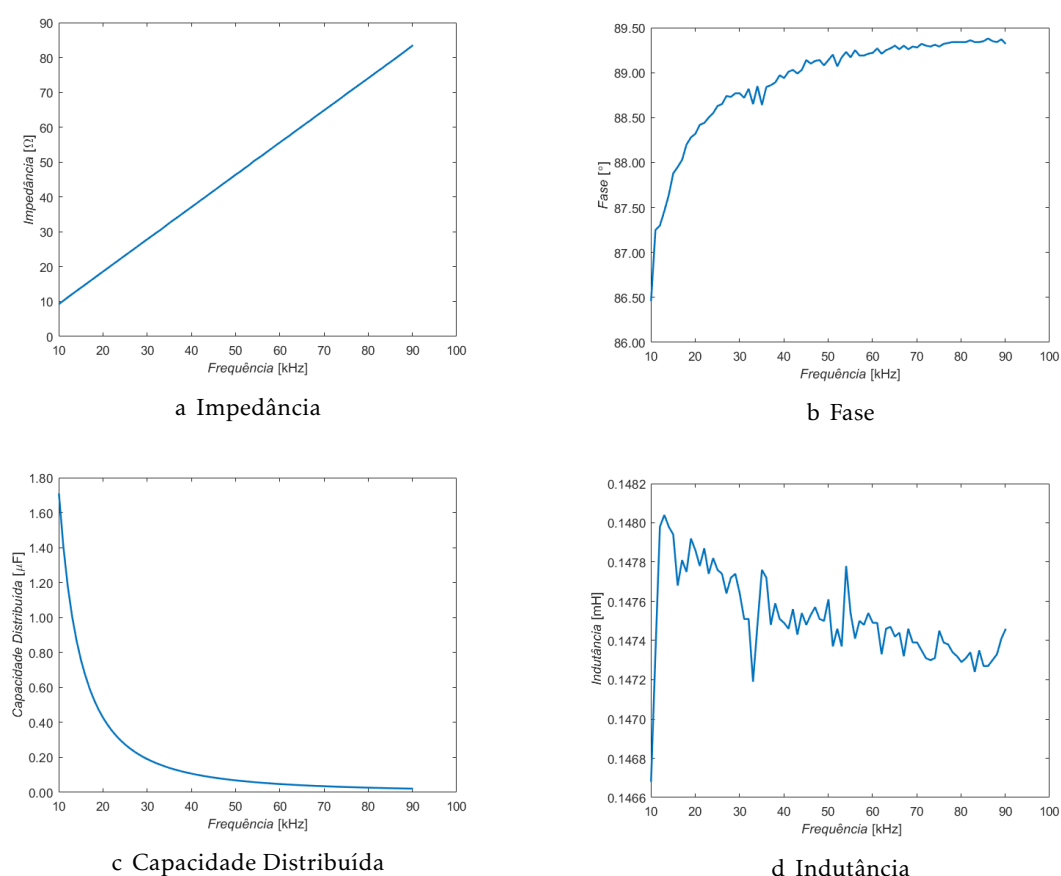 90
80
70
60
50
40
30
20
10
0
Impedância [Ω]
10 20 30 40 50 60 70 80 90 100
Frequência [kHz]
a Impedância
89.50
89.00
88.50
88.00
87.50
87.00
86.50
86.00
Fase [°]
10 20 30 40 50 60 70 80 90 100
Frequência [kHz]
b Fase
1.80
1.60
1.40
1.20
1.00
0.80
0.60
0.40
0.20
0.00
Capacidade Distribuída [μF]
10 20 30 40 50 60 70 80 90 100
Frequência [kHz]
c Capacidade Distribuída
0.1482
0.1480
0.1478
0.1476
0.1474
0.1472
0.1470
0.1468
0.1466
Indutância [mH]
10 20 30 40 50 60 70 80 90 100
Frequência [kHz]
d Indutância